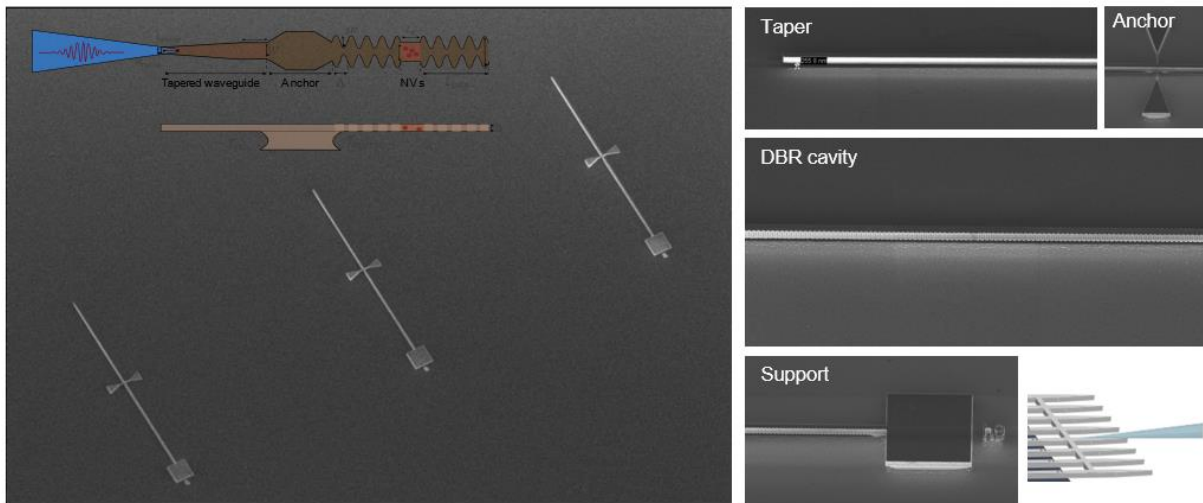 Tapered waveguide
Anchor
NVs
Taper
Anchor
DBR cavity
Support